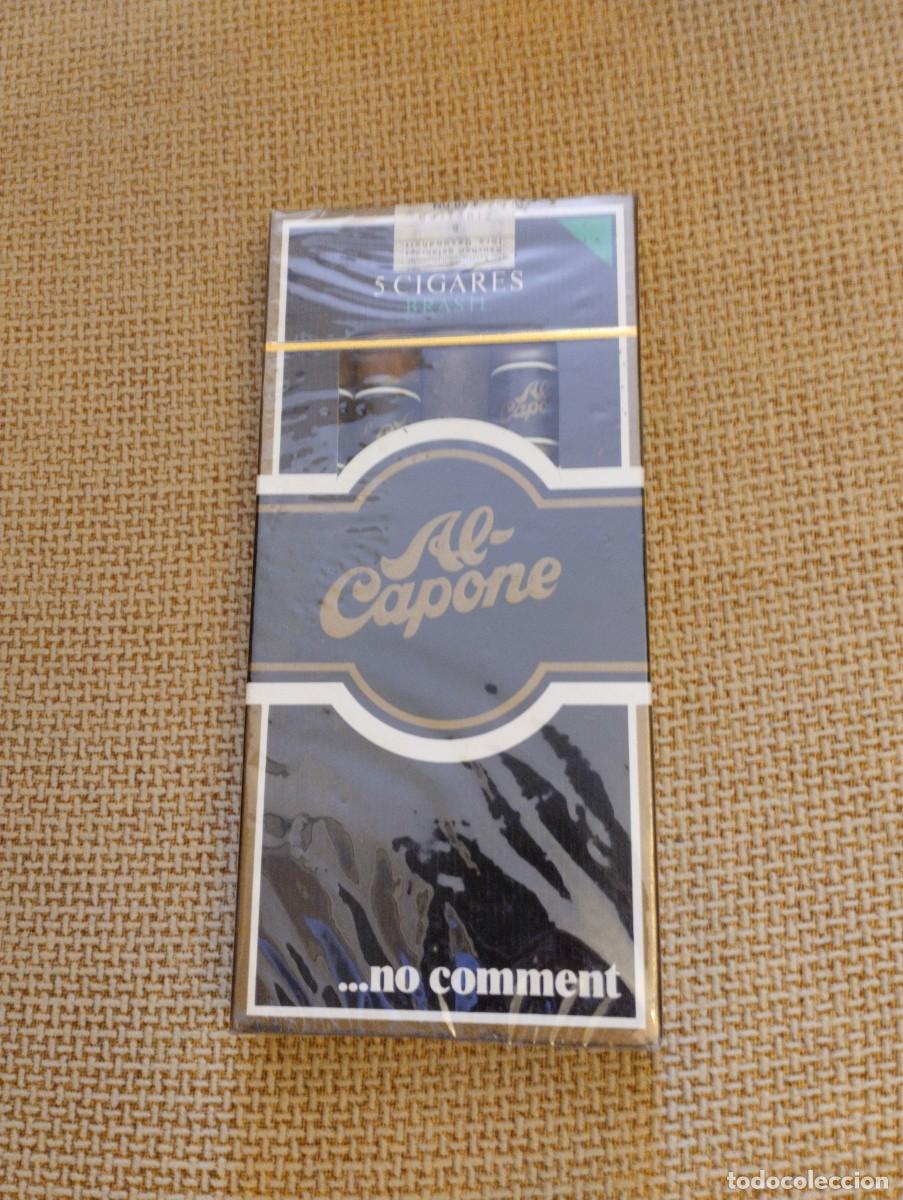 5 CIGARES
BRASIL
Al-
Capone
Al-
Capone
...no comment
todocoleccion